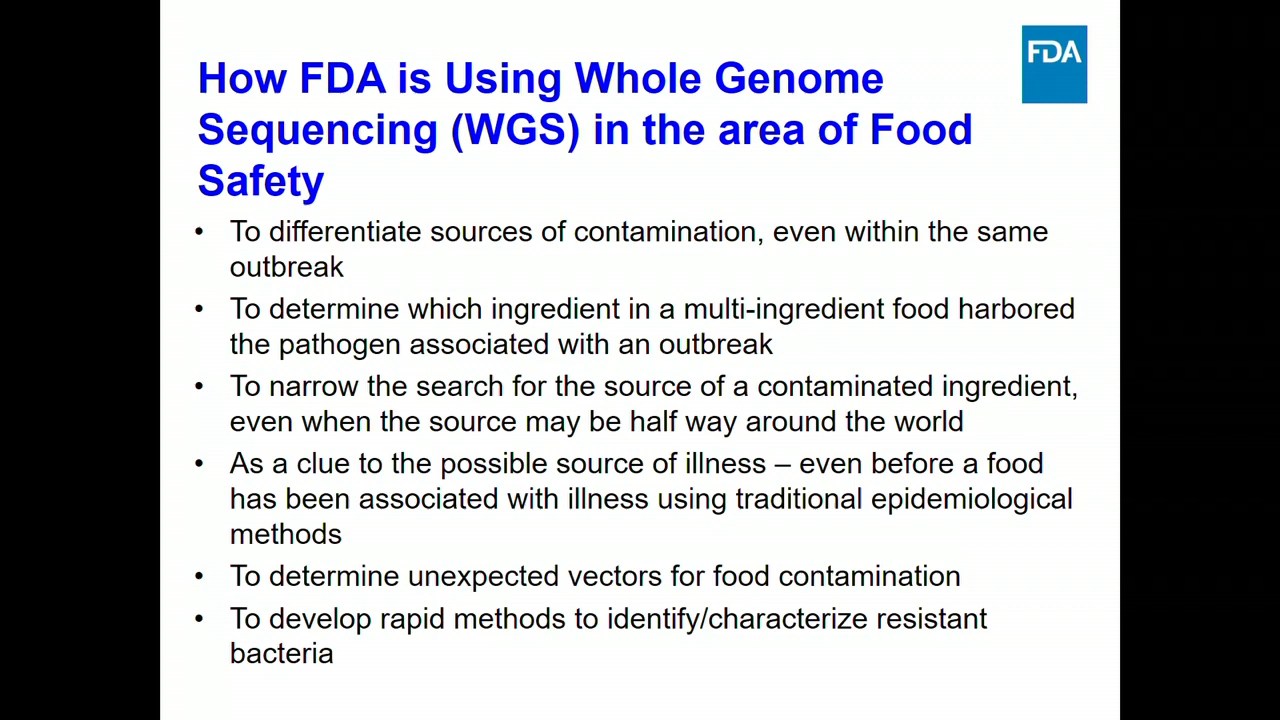 FDA
How FDA is Using Whole Genome
Sequencing (WGS) in the area of Food
Safety
• To differentiate sources of contamination, even within the same
outbreak
• To determine which ingredient in a multi-ingredient food harbored
the pathogen associated with an outbreak
• To narrow the search for the source of a contaminated ingredient,
even when the source may be half way around the world
• As a clue to the possible source of illness – even before a food
has been associated with illness using traditional epidemiological
methods
• To determine unexpected vectors for food contamination
• To develop rapid methods to identify/characterize resistant
bacteria